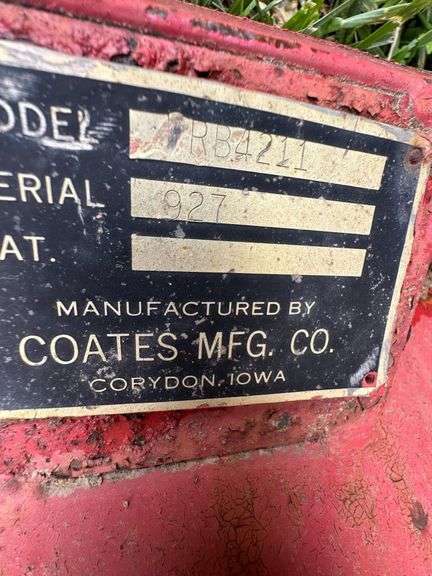 ODEL RB4211
ERIAL 927
AT.
MANUFACTURED BY
COATES MFG. CO.
CORYDON, IOWA